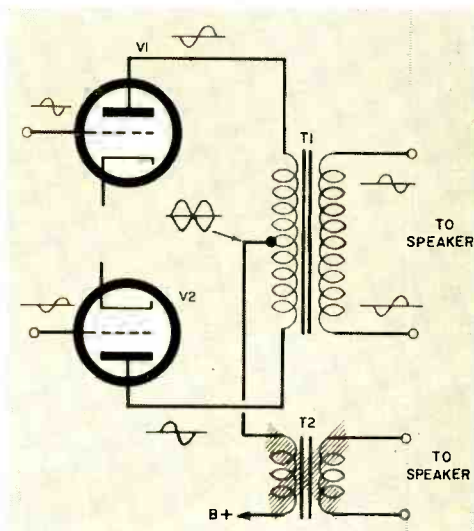 V1
T1
TO
SPEAKER
V2
T2
TO
SPEAKER
B+